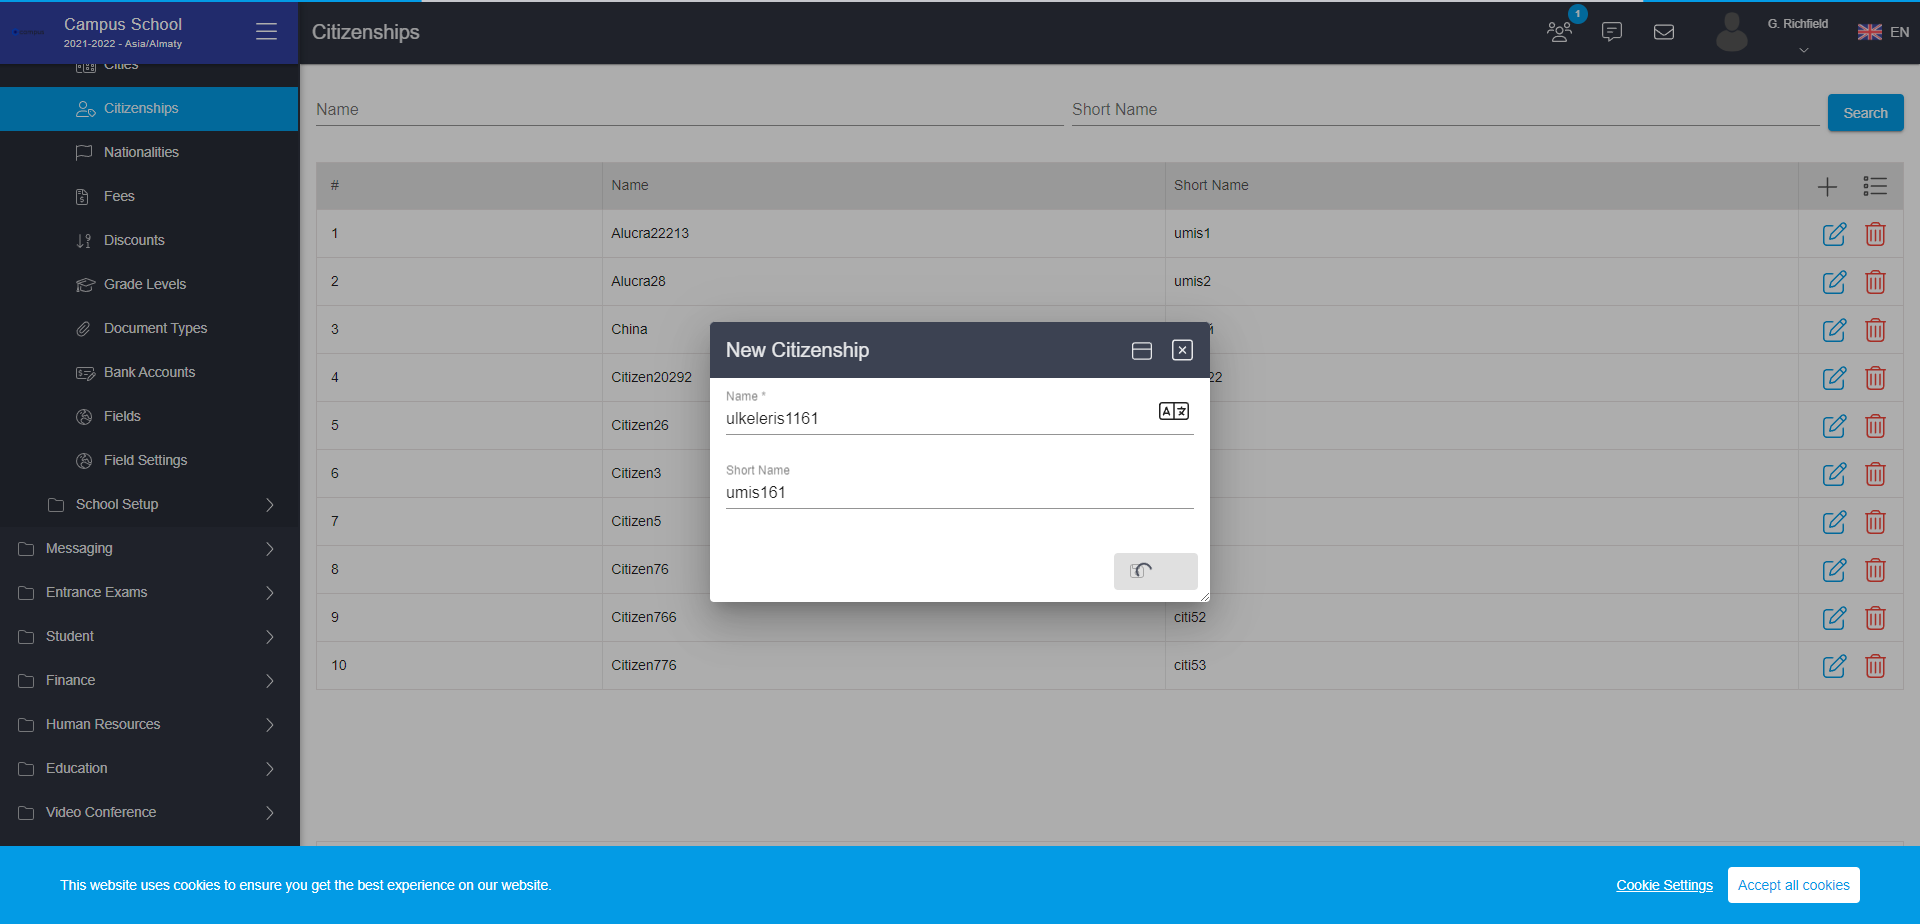 Campus School
2021-2022 - Asia/Almaty
Citizenships
1
G. Richfield
EN
Cities
Citizenships
Nationalities
Fees
Discounts
Grade Levels
Document Types
Bank Accounts
Fields
Field Settings
School Setup
Messaging
Entrance Exams
Student
Finance
Human Resources
Education
Video Conference
Name
Short Name
Search
# Name Short Name
1 Alucra22213 umis1
2 Alucra28 umis2
3 China й
4 Citizen20292 22
5 Citizen26
6 Citizen3
7 Citizen5
8 Citizen76
9 Citizen766 citi52
10 Citizen776 citi53
New Citizenship
Name *
ulkeleris1161
Short Name
umis161
This website uses cookies to ensure you get the best experience on our website.
Cookie Settings
Accept all cookies